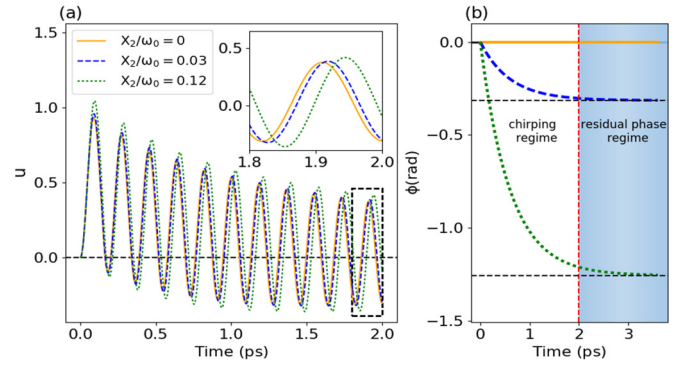 (a)
1.5
1.0
0.5
0.0
u
X₂/ω₀ = 0
X₂/ω₀ = 0.03
X₂/ω₀ = 0.12
0.5
0.0
1.8 1.9 2.0
0.0 0.5 1.0 1.5 2.0
Time (ps)
(b)
0.0
−0.5
−1.0
−1.5
ϕ(rad)
chirping
regime
residual phase
regime
0 1 2 3
Time (ps)